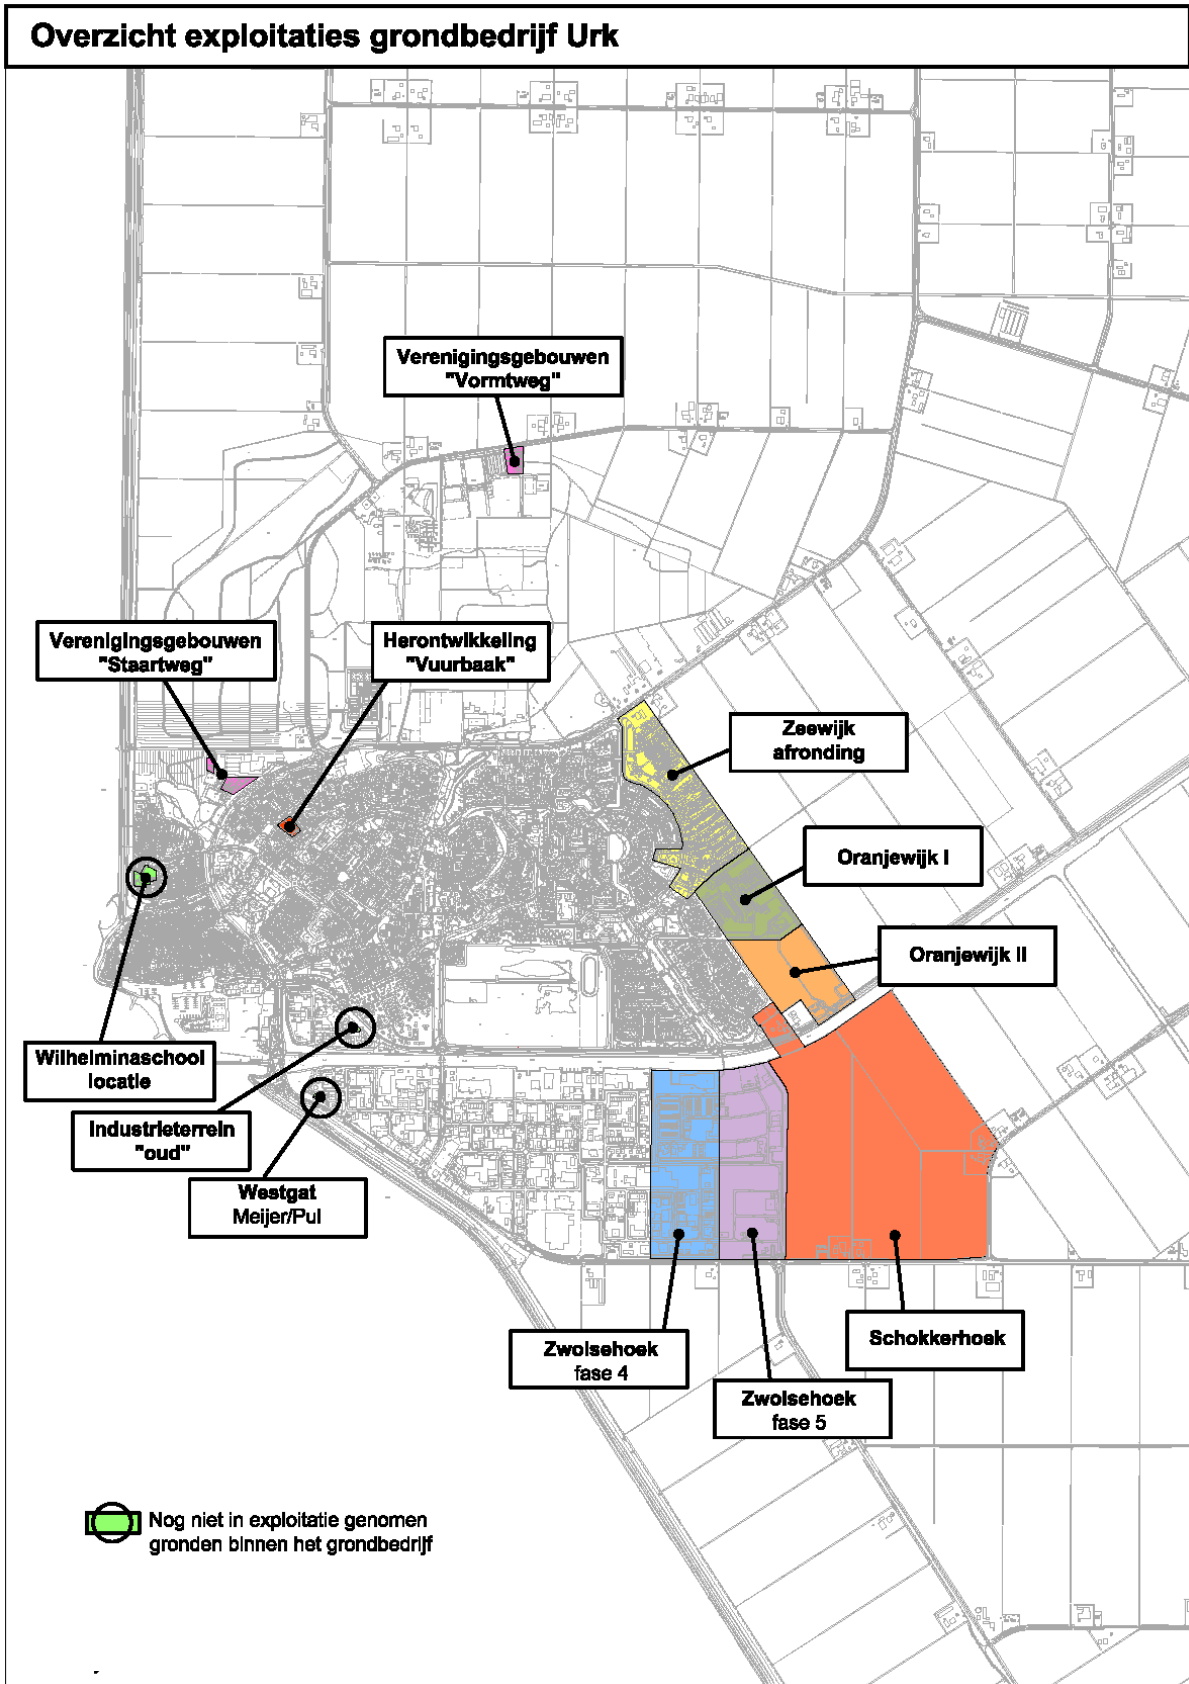 Overzicht exploitaties grondbedrijf Urk
Verenigingsgebouwen
"Vormtweg"
Verenigingsgebouwen
"Staartweg"
Herontwikkeling
"Vuurbaak"
Zeewijk
afronding
Oranjewijk I
Oranjewijk II
Wilhelminaschool
locatie
Industrieterrein
"oud"
Westgat
Meijer/Pul
Zwolsehoek
fase 4
Schokkerhoek
Zwolsehoek
fase 5
Nog niet in exploitatie genomen
gronden binnen het grondbedrijf